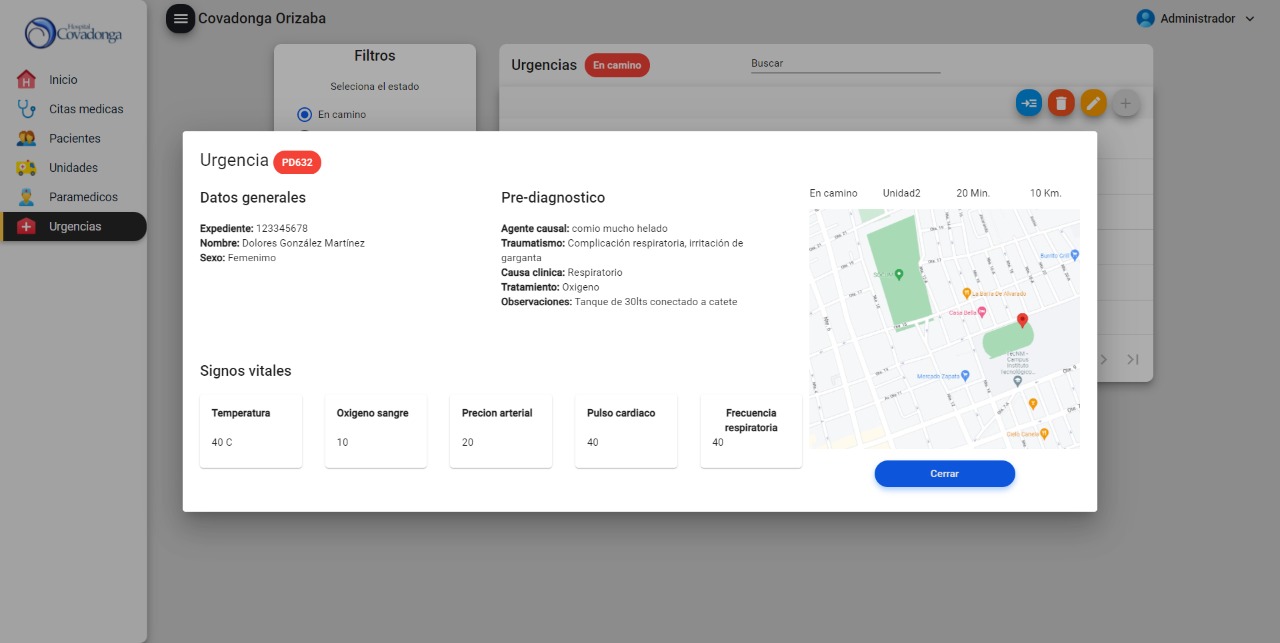 Hospital
Covadonga
Covadonga Orizaba
Administrador
Inicio
Citas medicas
Pacientes
Unidades
Paramedicos
Urgencias
Filtros
Selecciona el estado
En camino
Urgencias
En camino
Buscar
Urgencia PD632
Datos generales
Expediente: 123345678
Nombre: Dolores González Martínez
Sexo: Femenimo
Pre-diagnostico
Agente causal: comio mucho helado
Traumatismo: Complicación respiratoria, irritación de
garganta
Causa clinica: Respiratorio
Tratamiento: Oxigeno
Observaciones: Tanque de 30lts conectado a catete
Signos vitales
Temperatura
40 C
Oxigeno sangre
10
Precion arterial
20
Pulso cardiaco
40
Frecuencia
respiratoria
40
En camino
Unidad2
20 Min.
10 Km.
Burrito Grill
La Barra De Alvarado
Casa Bella
TecNM -
Campus
Instituto
Tecnológico...
Mercado Zapata
Cielo Canela
Cerrar